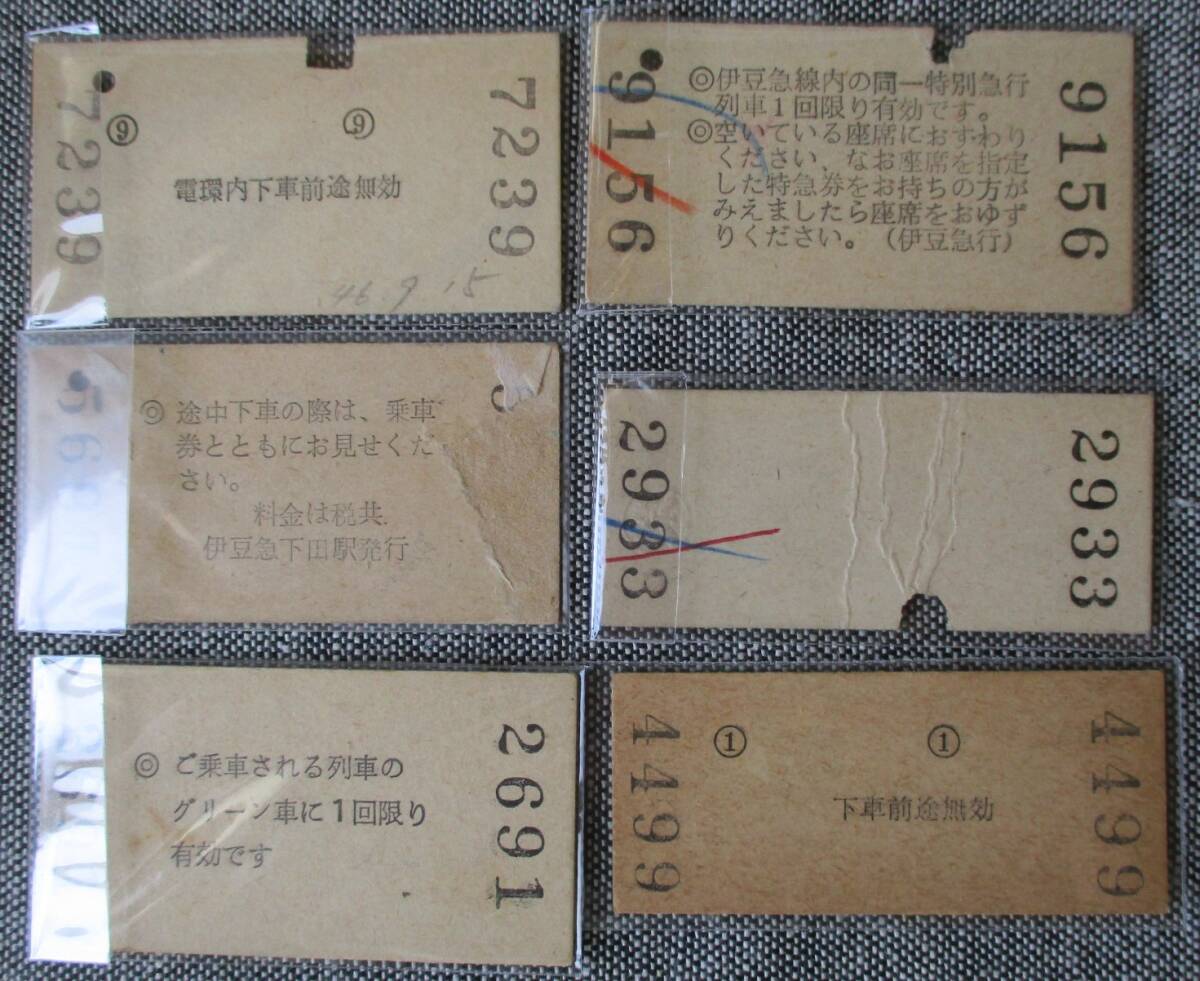 7239
⑨ ⑨
電環内下車前途無効
46.9.15
7239
9156
◎伊豆急線内の同一特別急行
列車1回限り有効です。
◎空いている座席におすわり
ください、なお座席を指定
した特急券をお持ちの方が
みえましたら座席をおゆず
りください。(伊豆急行)
9156
◎ 途中下車の際は、乗車
券とともにお見せくだ
さい。
料金は税共
伊豆急下田駅発行
2933
2933
◎ ご乗車される列車の
グリーン車に1回限り
有効です
2691
4499
① ①
下車前途無効
4499